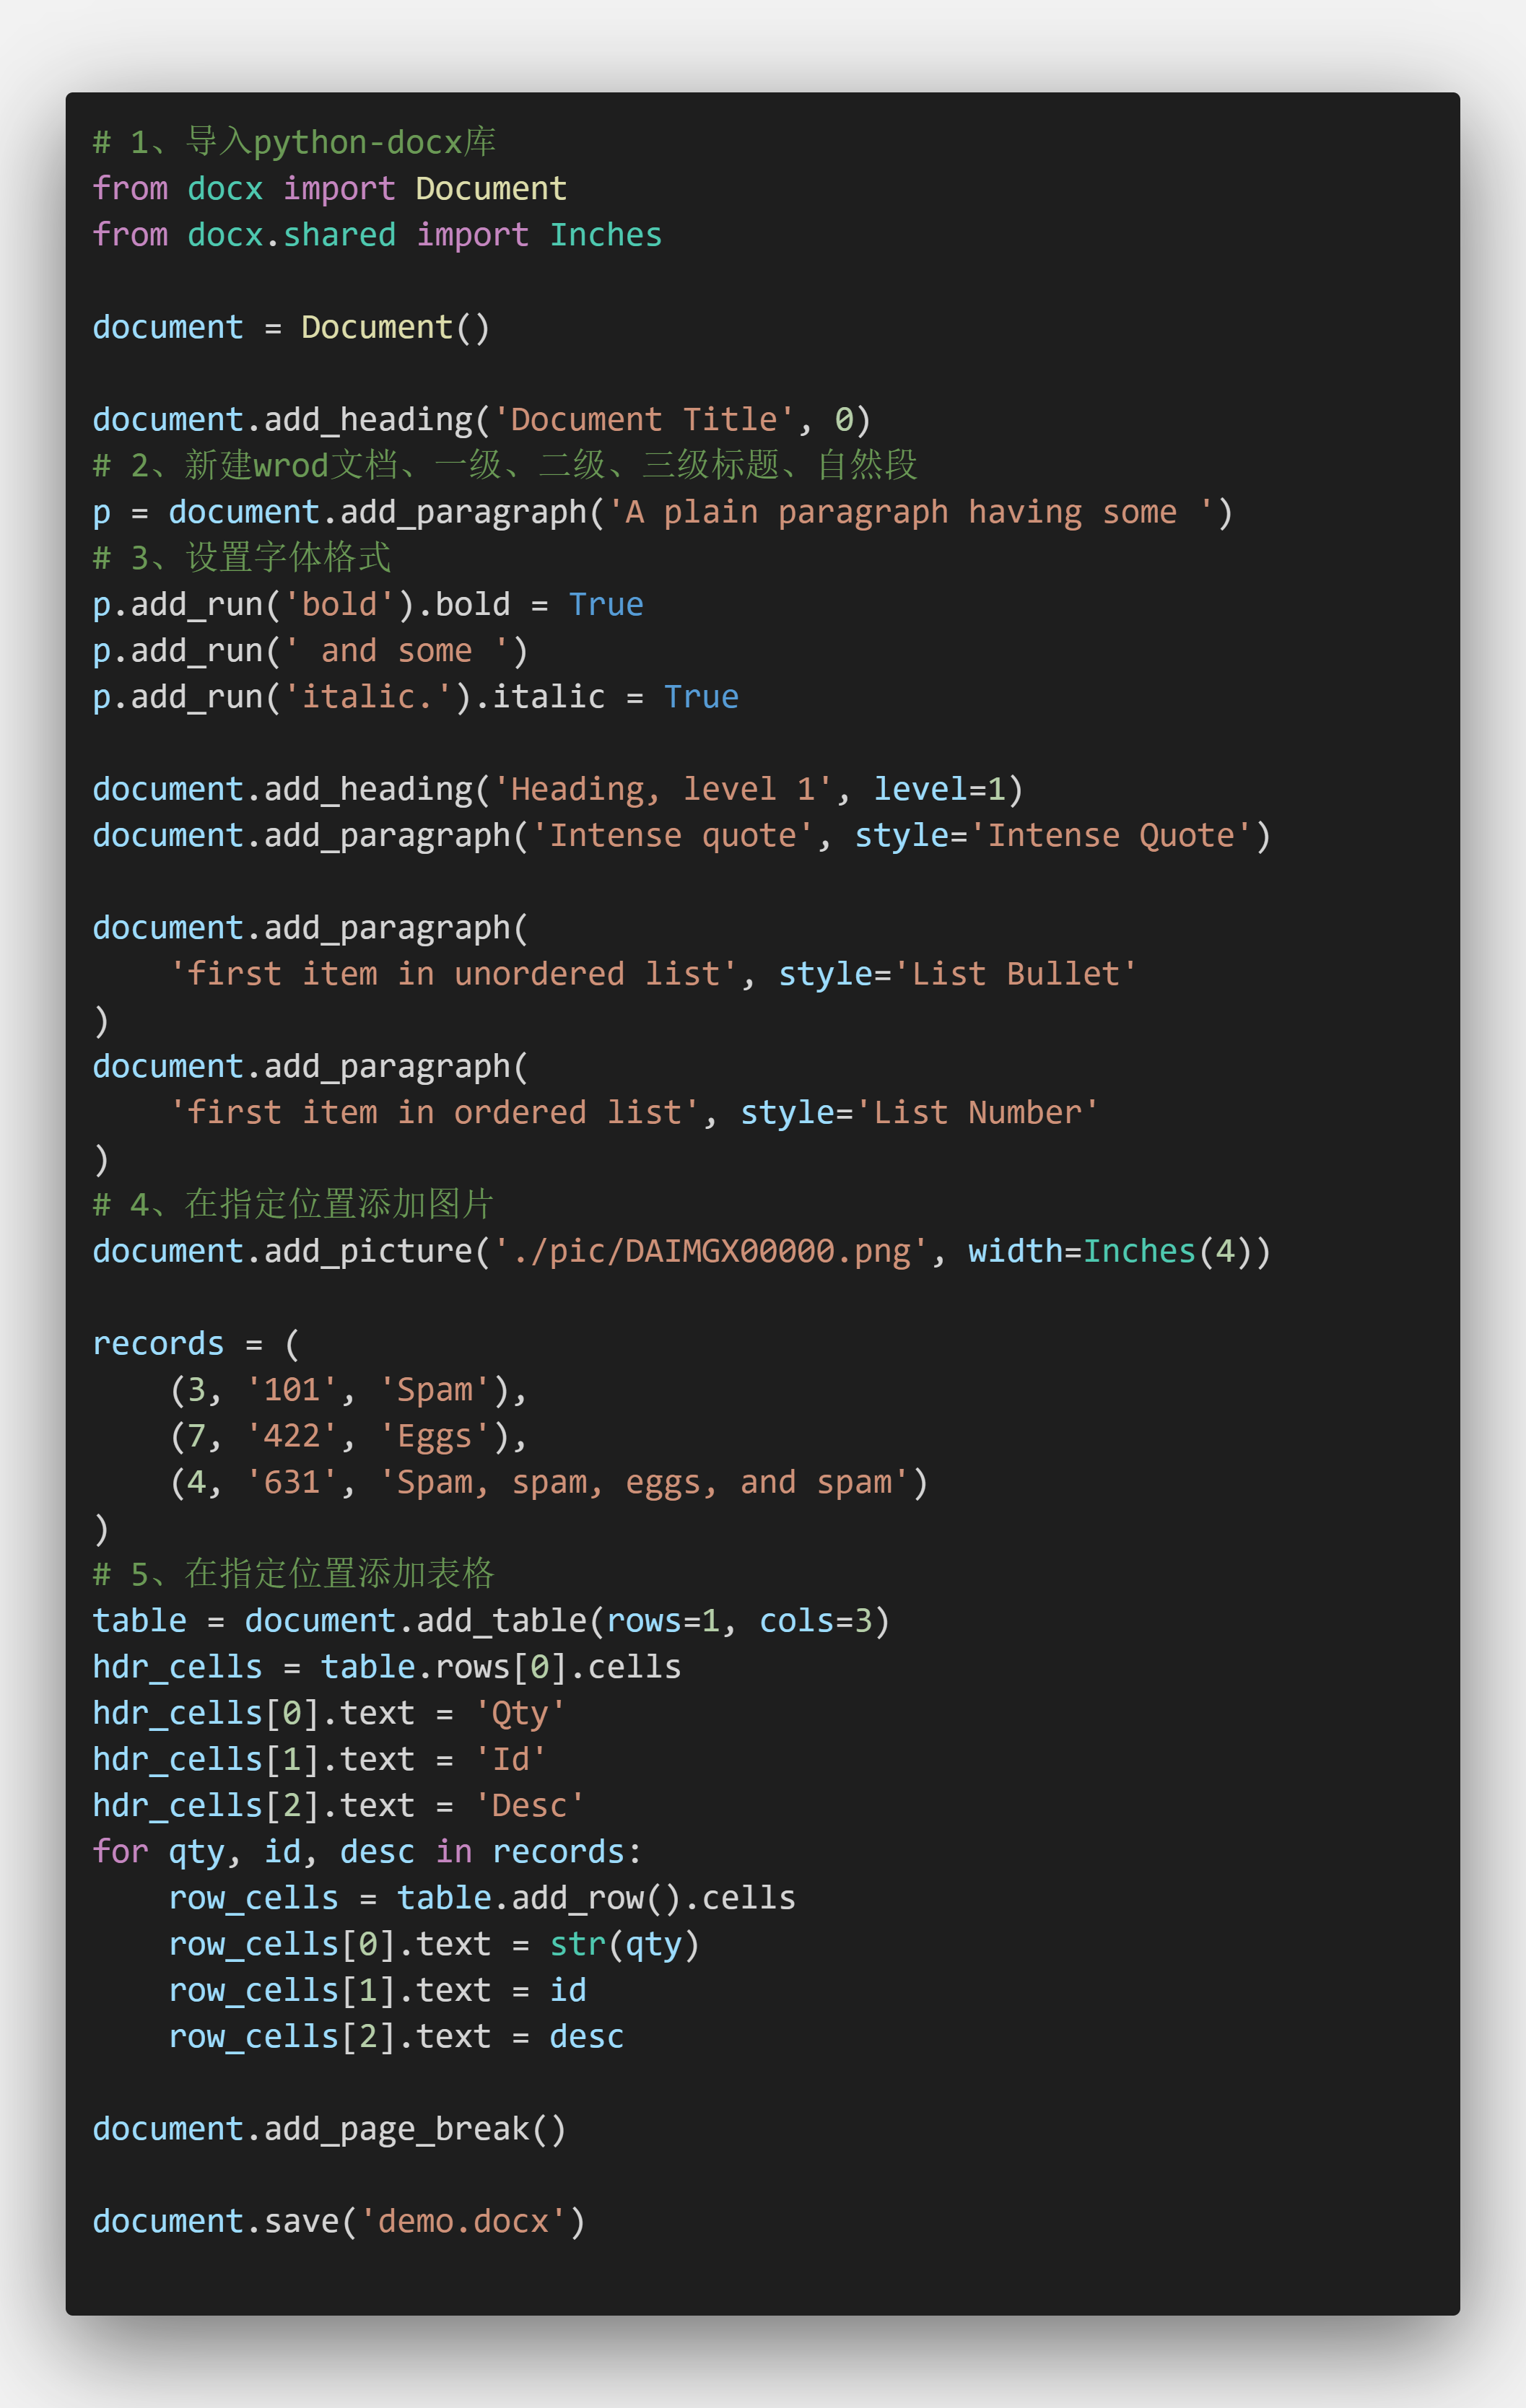 # 1、导入python-docx库
from docx import Document
from docx.shared import Inches

document = Document()

document.add_heading('Document Title', 0)
# 2、新建wrod文档、一级、二级、三级标题、自然段
p = document.add_paragraph('A plain paragraph having some ')
# 3、设置字体格式
p.add_run('bold').bold = True
p.add_run(' and some ')
p.add_run('italic.').italic = True

document.add_heading('Heading, level 1', level=1)
document.add_paragraph('Intense quote', style='Intense Quote')

document.add_paragraph(
    'first item in unordered list', style='List Bullet'
)
document.add_paragraph(
    'first item in ordered list', style='List Number'
)
# 4、在指定位置添加图片
document.add_picture('./pic/DAIMGX00000.png', width=Inches(4))

records = (
    (3, '101', 'Spam'),
    (7, '422', 'Eggs'),
    (4, '631', 'Spam, spam, eggs, and spam')
)
# 5、在指定位置添加表格
table = document.add_table(rows=1, cols=3)
hdr_cells = table.rows[0].cells
hdr_cells[0].text = 'Qty'
hdr_cells[1].text = 'Id'
hdr_cells[2].text = 'Desc'
for qty, id, desc in records:
    row_cells = table.add_row().cells
    row_cells[0].text = str(qty)
    row_cells[1].text = id
    row_cells[2].text = desc

document.add_page_break()

document.save('demo.docx')